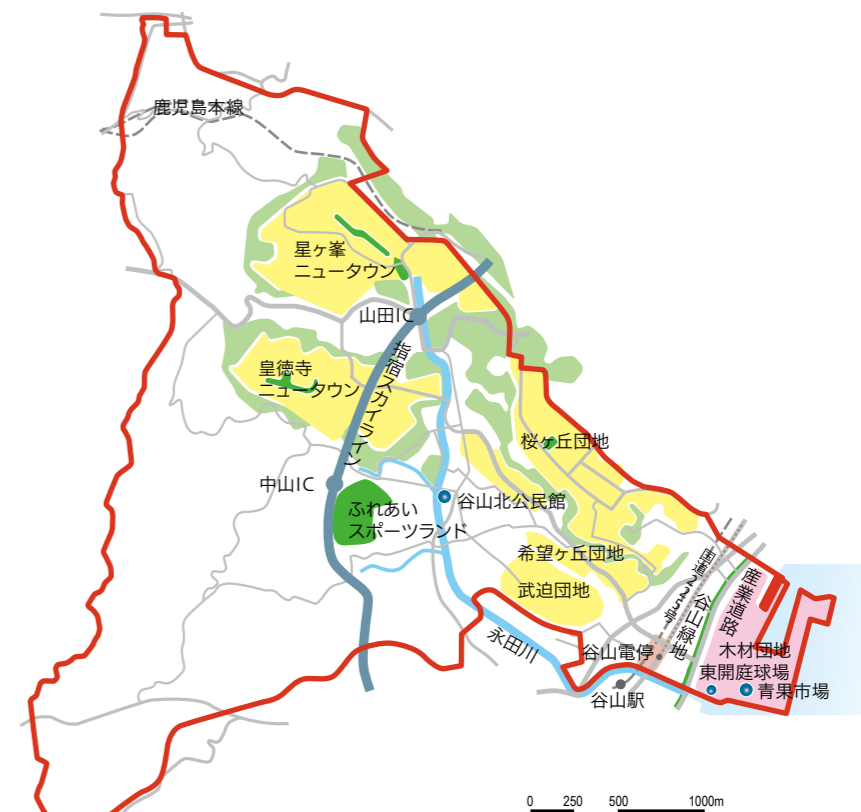 鹿児島本線
星ヶ峯
ニュータウン
山田IC
指宿スカイライン
皇徳寺
ニュータウン
桜ヶ丘団地
中山IC
ふれあい
スポーツランド
谷山北公民館
希望ヶ丘団地
武迫団地
国道225号
谷山緑地
産業道路
永田川
谷山電停
木材団地
東開庭球場
青果市場
谷山駅
0 250 500 1000m